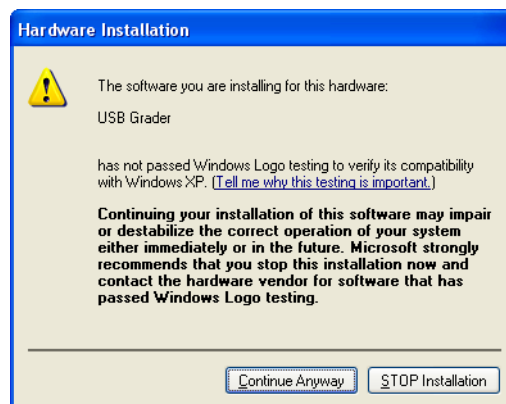 Hardware Installation
The software you are installing for this hardware:
USB Grader
has not passed Windows Logo testing to verify its compatibility
with Windows XP. (Tell me why this testing is important.)
Continuing your installation of this software may impair
or destabilize the correct operation of your system
either immediately or in the future. Microsoft strongly
recommends that you stop this installation now and
contact the hardware vendor for software that has
passed Windows Logo testing.
Continue Anyway
STOP Installation